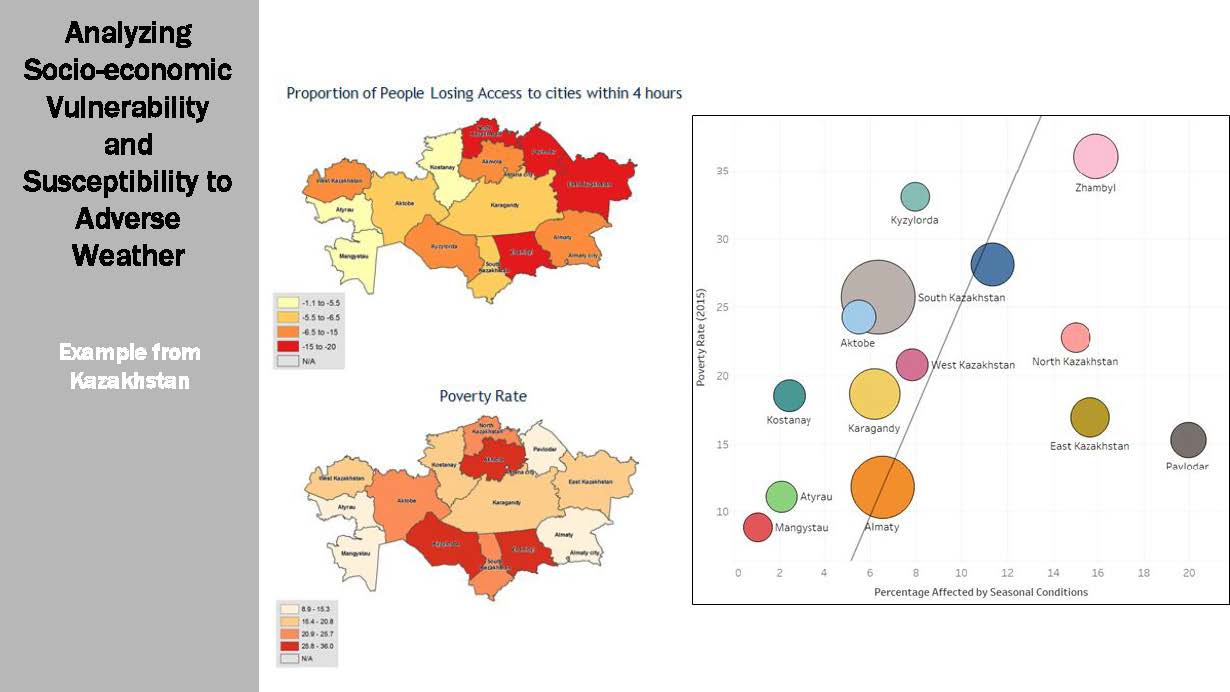 Analyzing
Socio-economic
Vulnerability
and
Susceptibility to
Adverse
Weather
Example from
Kazakhstan
Proportion of People Losing Access to cities within 4 hours
Kostanay
Akmola
Astana city
West Kazakhstan
East Kazakhstan
Atyrau
Aktobe
Karagandy
Mangystau
Kyzylorda
South
Kazakhstan
Almaty
Almaty city
-1.1 to -5.5
-5.5 to -6.5
-6.5 to -15
-15 to -20
N/A
Poverty Rate
North
Kazakhstan
Pavlodar
Kostanay
West Kazakhstan
East Kazakhstan
Atyrau
Aktobe
Karagandy
Mangystau
South
Kazakhstan
Almaty
Almaty city
8.9 - 15.3
15.4 - 20.8
20.9 - 25.7
25.8 - 36.0
N/A
Poverty Rate (2015)
35
30
25
20
15
10
Zhambyl
Kyzylorda
South Kazakhstan
Aktobe
North Kazakhstan
West Kazakhstan
Kostanay
Karagandy
East Kazakhstan
Pavlodar
Atyrau
Mangystau
Almaty
0 2 4 6 8 10 12 14 16 18 20
Percentage Affected by Seasonal Conditions